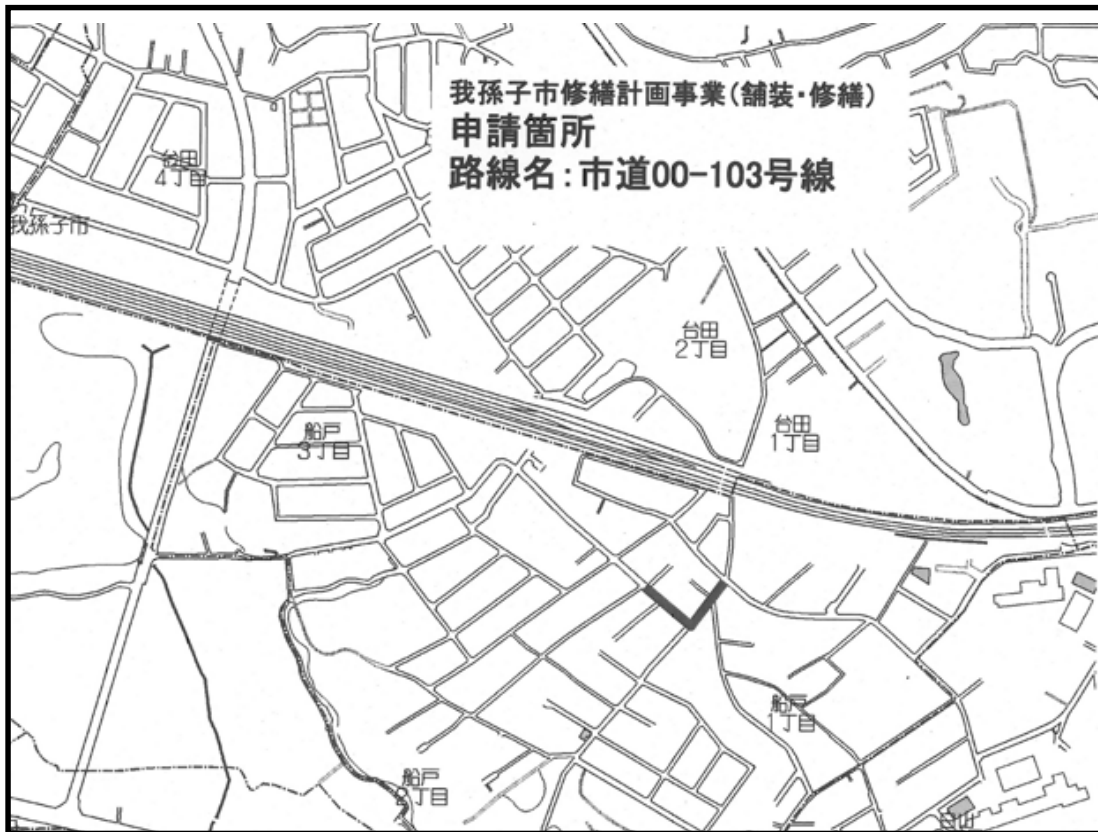 我孫子市修繕計画事業(舗装・修繕)
申請箇所
路線名:市道00-103号線
台田
4丁目
我孫子市
台田
2丁目
台田
1丁目
船戸
3丁目
船戸
1丁目
船戸
2丁目
白山